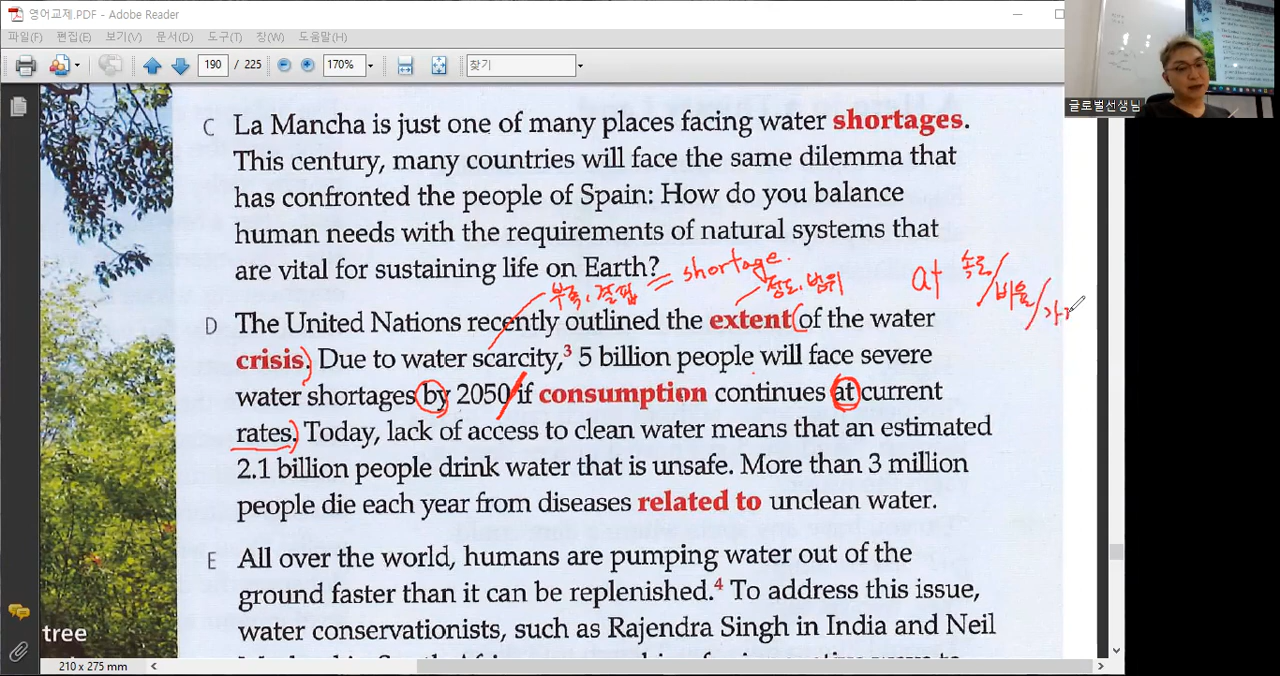 영어교제.PDF - Adobe Reader
파일(F) 편집(E) 보기(V) 문서(D) 도구(T) 창(W) 도움말(H)
190 / 225 170% 찾기
글로벌선생님
C La Mancha is just one of many places facing water shortages.
This century, many countries will face the same dilemma that
has confronted the people of Spain: How do you balance
human needs with the requirements of natural systems that
are vital for sustaining life on Earth?
= shortage.
부족, 결핍
정도, 범위
at 속도/
비율/
D The United Nations recently outlined the extent of the water
crisis. Due to water scarcity,³ 5 billion people will face severe
water shortages by 2050 if consumption continues at current
rates. Today, lack of access to clean water means that an estimated
2.1 billion people drink water that is unsafe. More than 3 million
people die each year from diseases related to unclean water.
E All over the world, humans are pumping water out of the
ground faster than it can be replenished.⁴ To address this issue,
water conservationists, such as Rajendra Singh in India and Neil
tree
210 x 275 mm